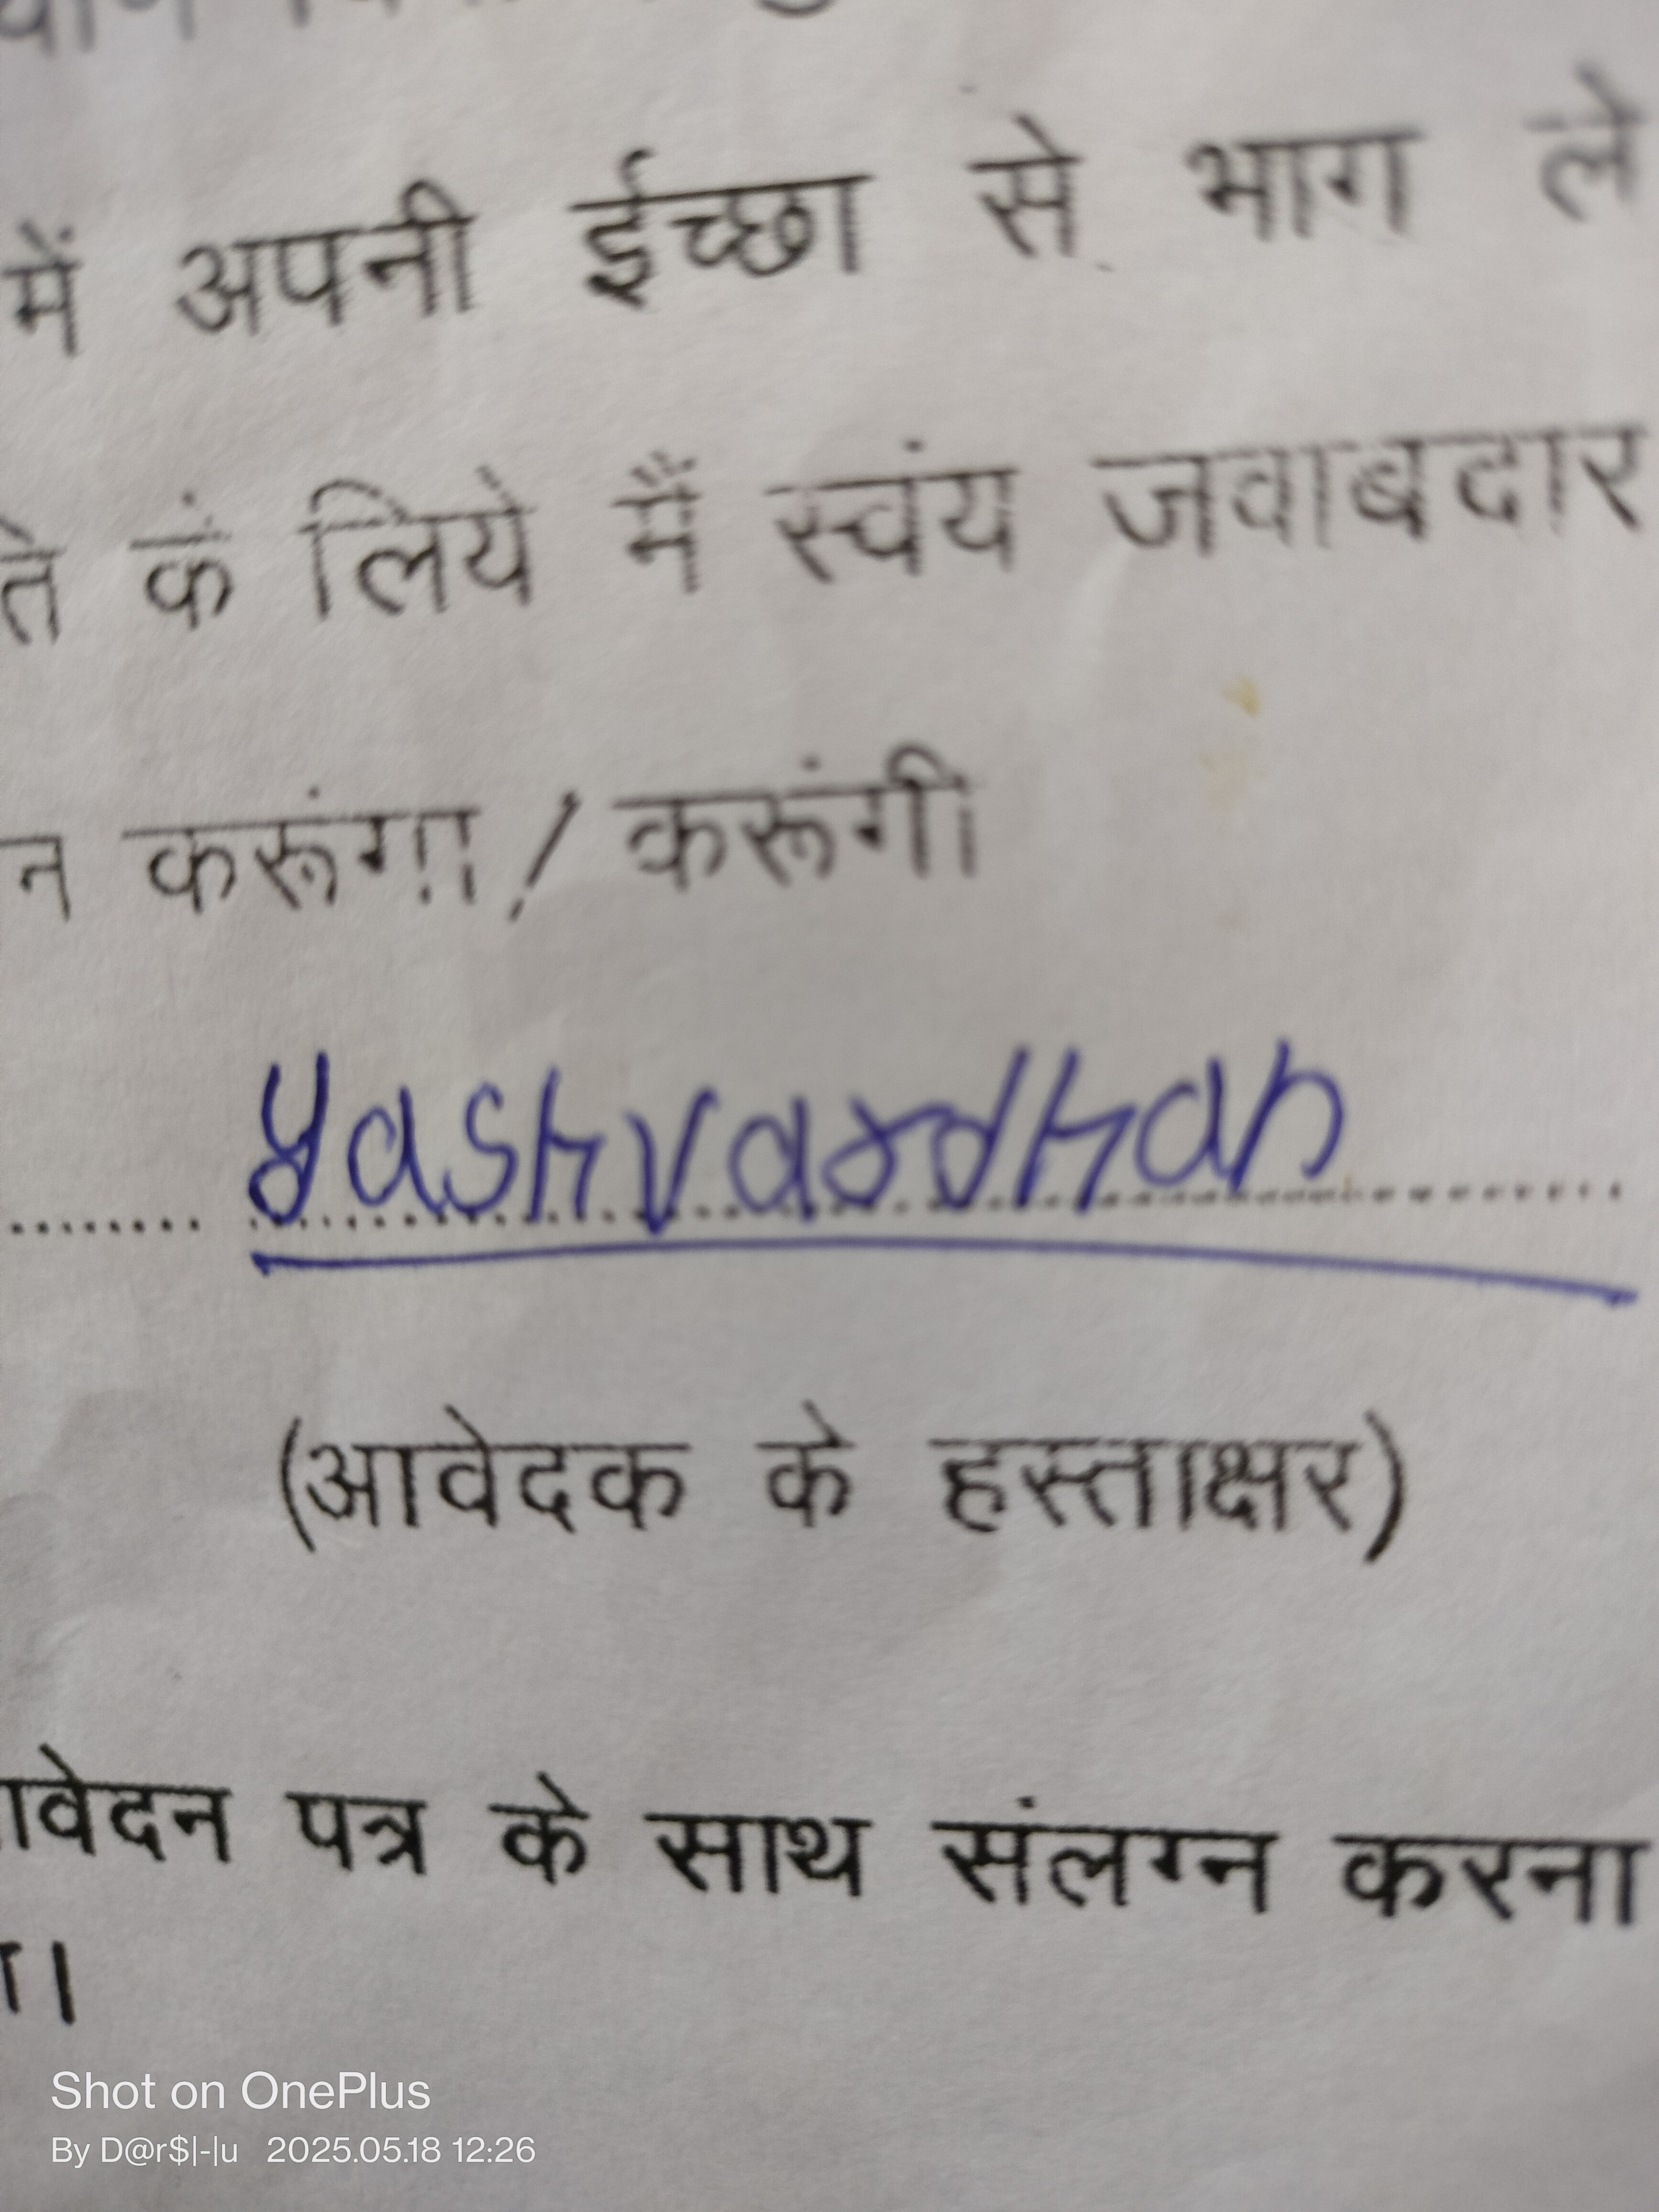 में अपनी ईच्छा से भाग ले
के लिये मैं स्वंय जवाबदार
न करूंगा / करूंगी
Yashvardhan
(आवेदक के हस्ताक्षर)
ावेदन पत्र के साथ संलग्न करना
ा।
Shot on OnePlus
By D@r$|-|u 2025.05.18 12:26